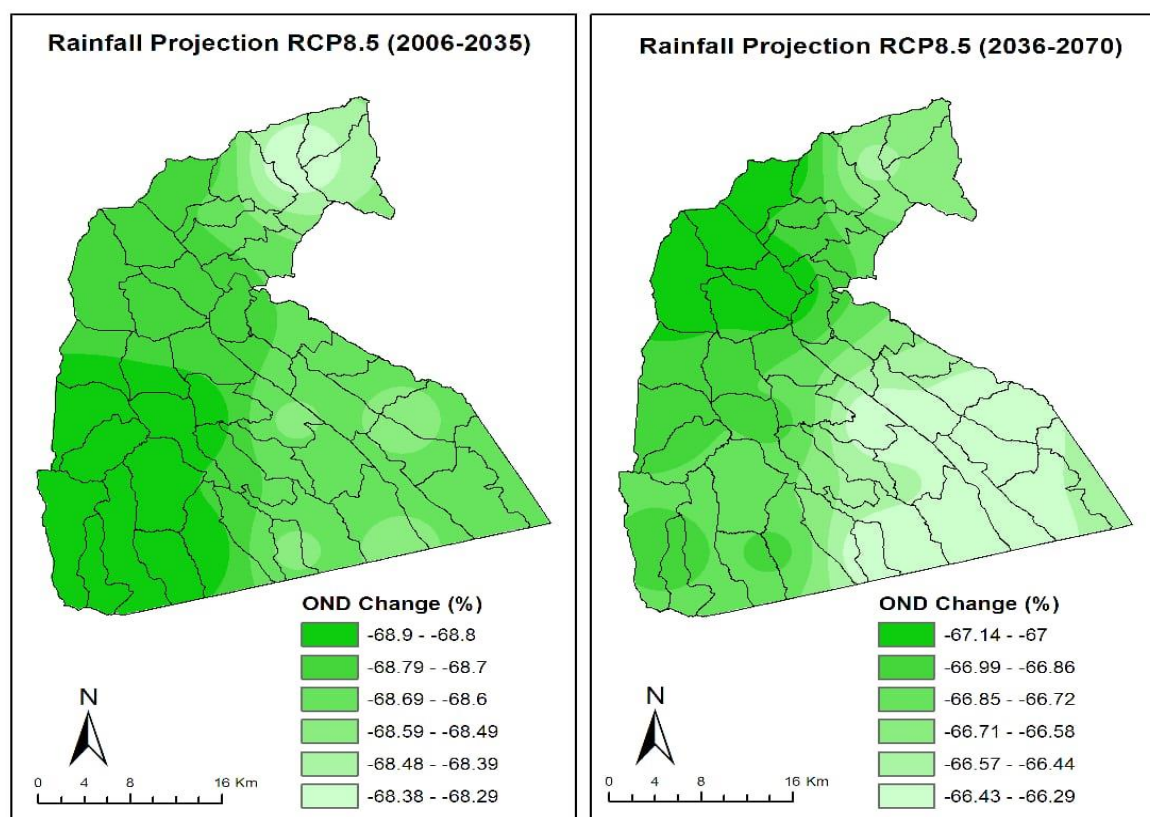 Rainfall Projection RCP8.5 (2006-2035)
OND Change (%)
-68.9 - -68.8
-68.79 - -68.7
-68.69 - -68.6
-68.59 - -68.49
-68.48 - -68.39
-68.38 - -68.29
N
0 4 8 16 Km
Rainfall Projection RCP8.5 (2036-2070)
OND Change (%)
-67.14 - -67
-66.99 - -66.86
-66.85 - -66.72
-66.71 - -66.58
-66.57 - -66.44
-66.43 - -66.29
N
0 4 8 16 Km